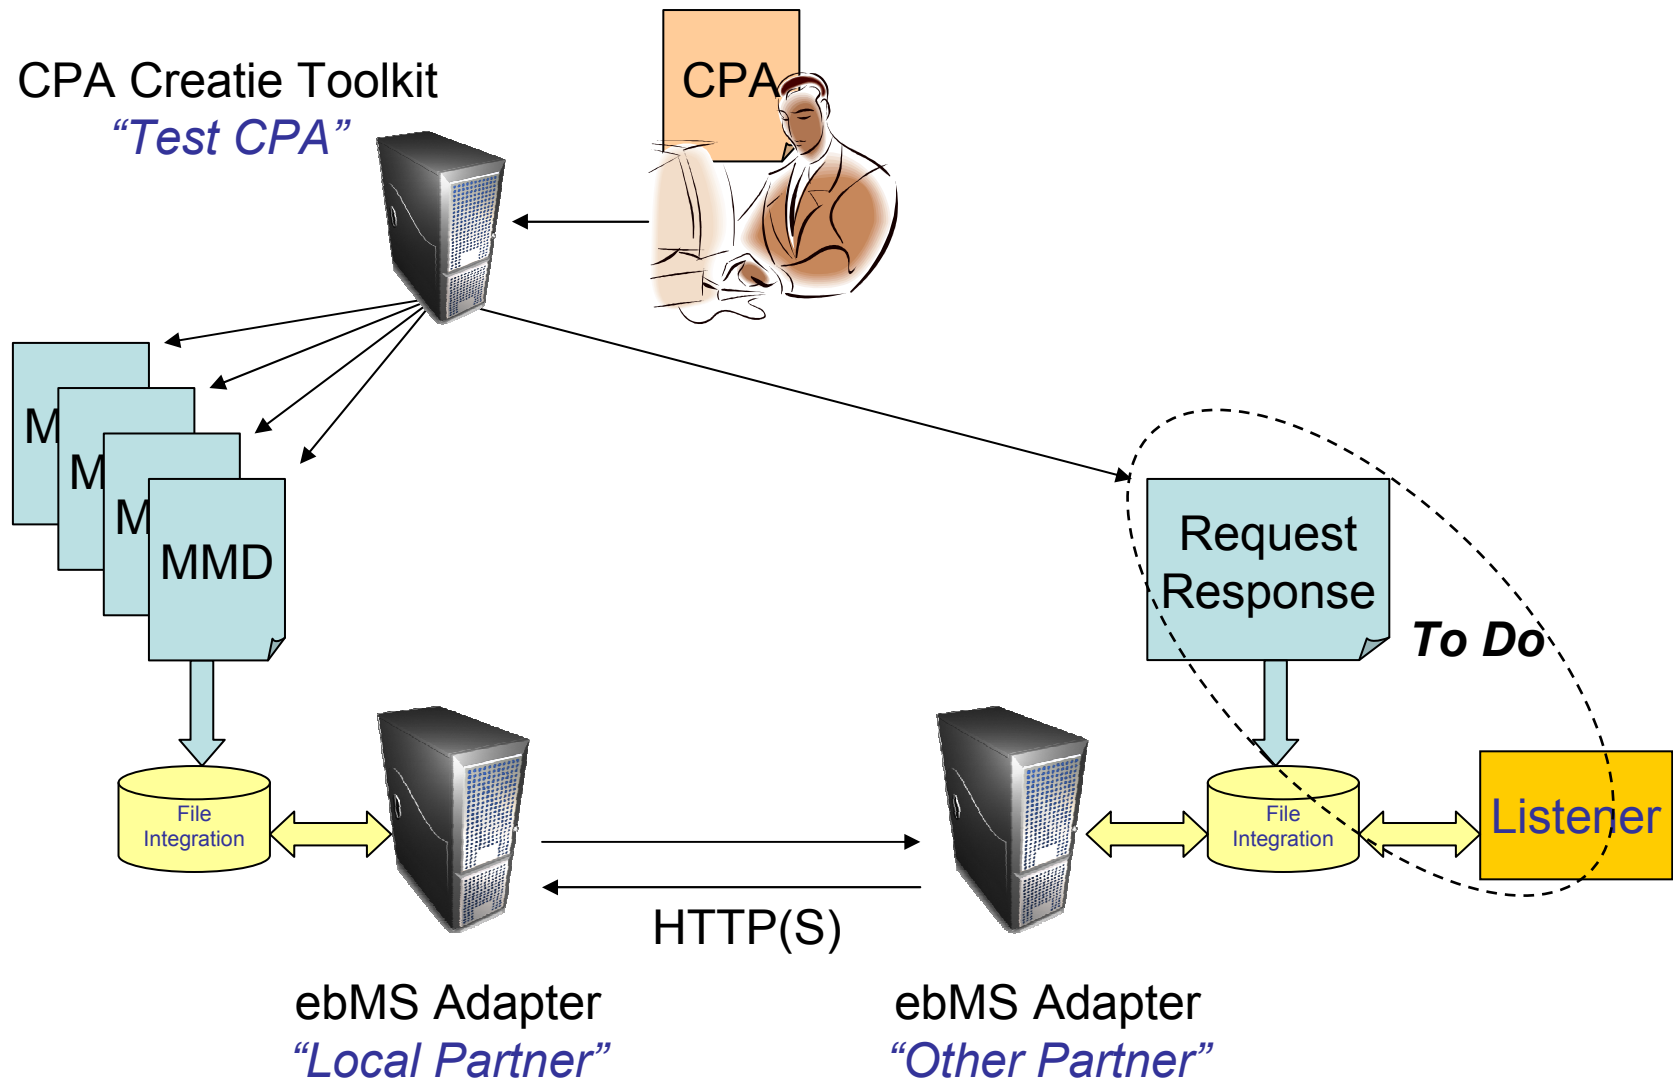 CPA Creatie Toolkit
“Test CPA”
CPA
M
M
M
MMD
Request
Response
To Do
File
Integration
File
Integration
Listener
HTTP(S)
ebMS Adapter
“Local Partner”
ebMS Adapter
“Other Partner”